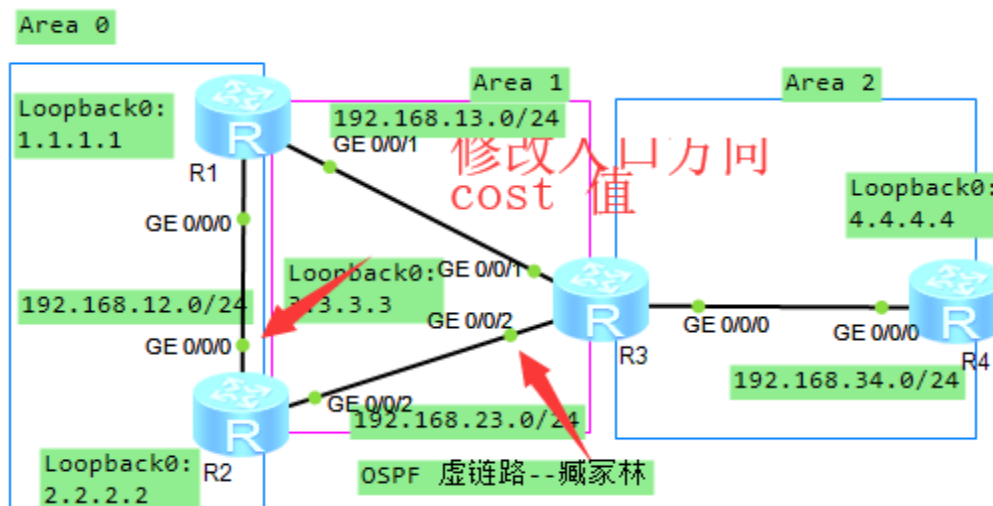 Area 0
Area 1
Area 2
Loopback0:
1.1.1.1
R
R1
192.168.13.0/24
GE 0/0/1
修改入口方向
cost 值
GE 0/0/0
Loopback0:
4.4.4.4
GE 0/0/1
Loopback0:
3.3.3.3
192.168.12.0/24
GE 0/0/2
R
R3
GE 0/0/0
GE 0/0/0
R
R4
GE 0/0/0
192.168.34.0/24
R
R2
GE 0/0/2
192.168.23.0/24
Loopback0:
2.2.2.2
OSPF 虚链路--臧家林